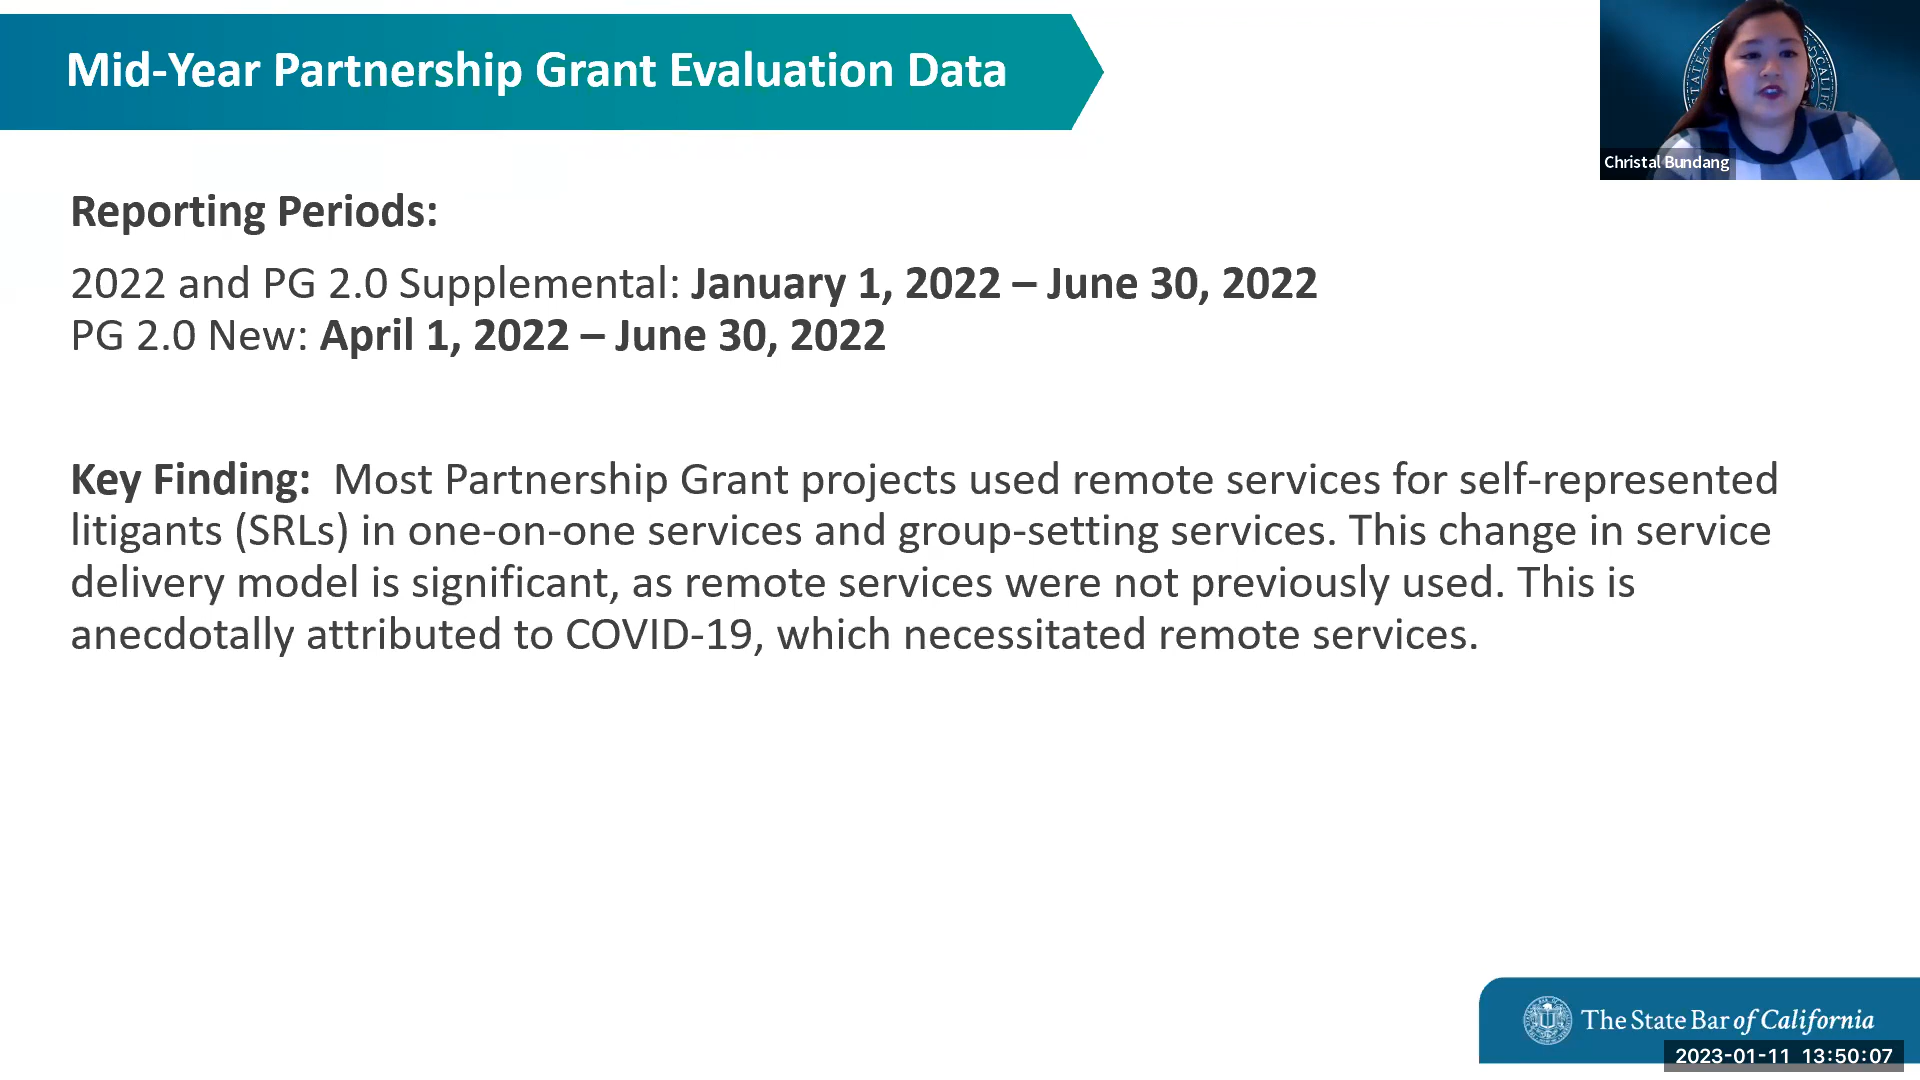 Mid-Year Partnership Grant Evaluation Data
Christal Bundang
Reporting Periods:
2022 and PG 2.0 Supplemental: January 1, 2022 – June 30, 2022
PG 2.0 New: April 1, 2022 – June 30, 2022
Key Finding:  Most Partnership Grant projects used remote services for self-represented
litigants (SRLs) in one-on-one services and group-setting services. This change in service
delivery model is significant, as remote services were not previously used. This is
anecdotally attributed to COVID-19, which necessitated remote services.
The State Bar of California
2023-01-11 13:50:07